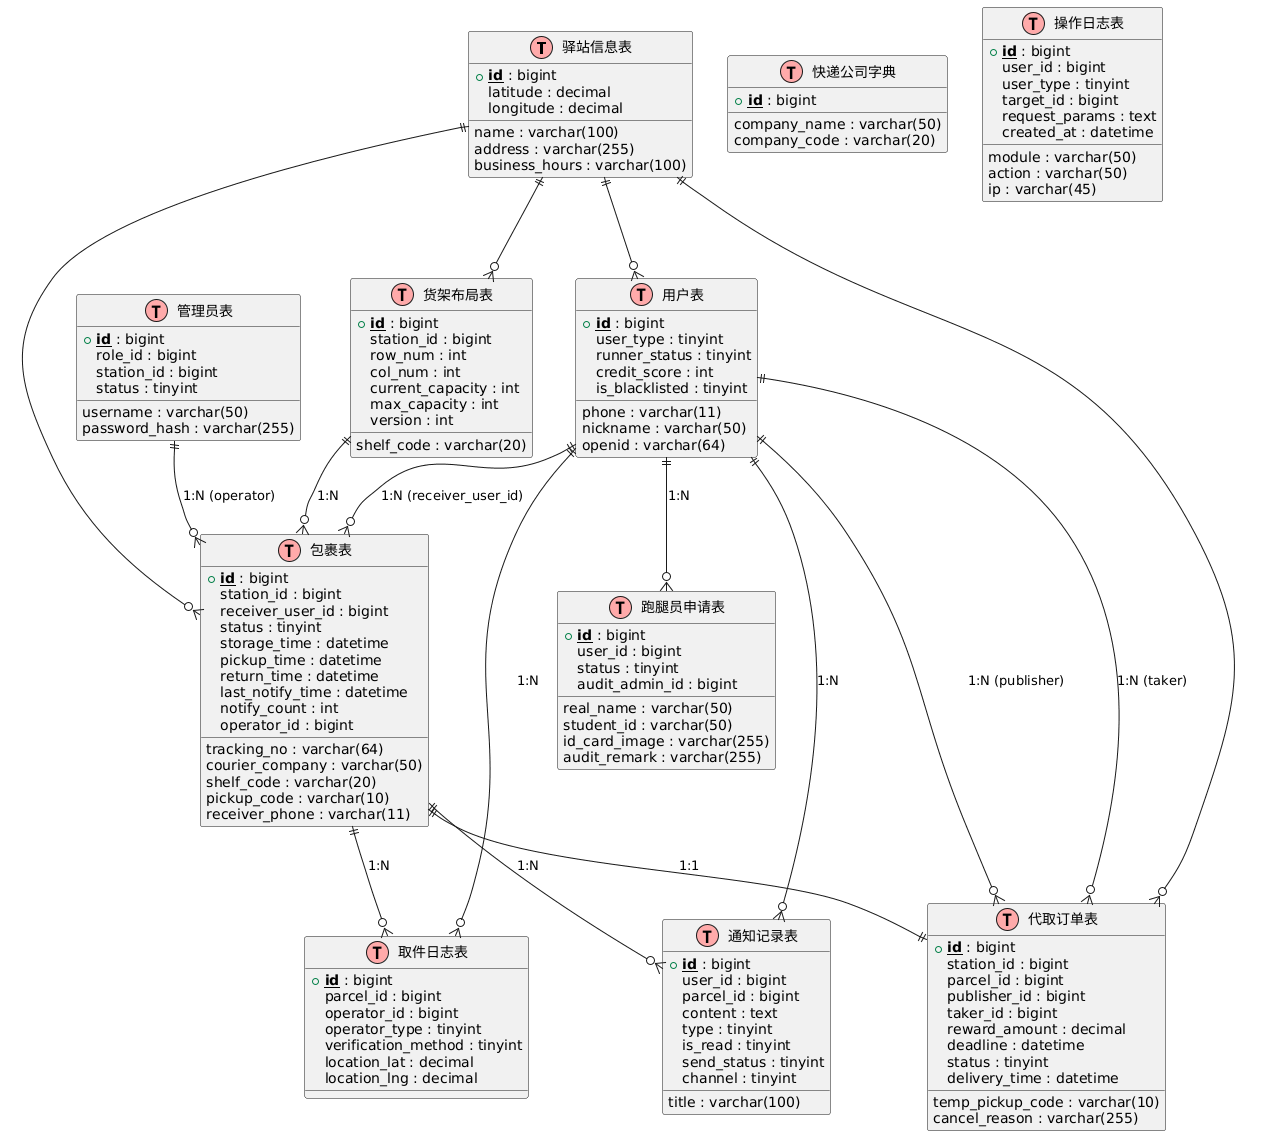 T 驿站信息表
id : bigint
latitude : decimal
longitude : decimal
name : varchar(100)
address : varchar(255)
business_hours : varchar(100)
T 快递公司字典
id : bigint
company_name : varchar(50)
company_code : varchar(20)
T 操作日志表
id : bigint
user_id : bigint
user_type : tinyint
target_id : bigint
request_params : text
created_at : datetime
module : varchar(50)
action : varchar(50)
ip : varchar(45)
T 管理员表
id : bigint
role_id : bigint
station_id : bigint
status : tinyint
username : varchar(50)
password_hash : varchar(255)
T 货架布局表
id : bigint
station_id : bigint
row_num : int
col_num : int
current_capacity : int
max_capacity : int
version : int
shelf_code : varchar(20)
T 用户表
id : bigint
user_type : tinyint
runner_status : tinyint
credit_score : int
is_blacklisted : tinyint
phone : varchar(11)
nickname : varchar(50)
openid : varchar(64)
1:N (operator)
1:N
1:N (receiver_user_id)
1:N
T 包裹表
id : bigint
station_id : bigint
receiver_user_id : bigint
status : tinyint
storage_time : datetime
pickup_time : datetime
return_time : datetime
last_notify_time : datetime
notify_count : int
operator_id : bigint
tracking_no : varchar(64)
courier_company : varchar(50)
shelf_code : varchar(20)
pickup_code : varchar(10)
receiver_phone : varchar(11)
T 跑腿员申请表
id : bigint
user_id : bigint
status : tinyint
audit_admin_id : bigint
real_name : varchar(50)
student_id : varchar(50)
id_card_image : varchar(255)
audit_remark : varchar(255)
1:N
1:N
1:N (publisher)
1:N (taker)
1:N
1:N
1:1
T 取件日志表
id : bigint
parcel_id : bigint
operator_id : bigint
operator_type : tinyint
verification_method : tinyint
location_lat : decimal
location_lng : decimal
T 通知记录表
id : bigint
user_id : bigint
parcel_id : bigint
content : text
type : tinyint
is_read : tinyint
send_status : tinyint
channel : tinyint
title : varchar(100)
T 代取订单表
id : bigint
station_id : bigint
parcel_id : bigint
publisher_id : bigint
taker_id : bigint
reward_amount : decimal
deadline : datetime
status : tinyint
delivery_time : datetime
temp_pickup_code : varchar(10)
cancel_reason : varchar(255)